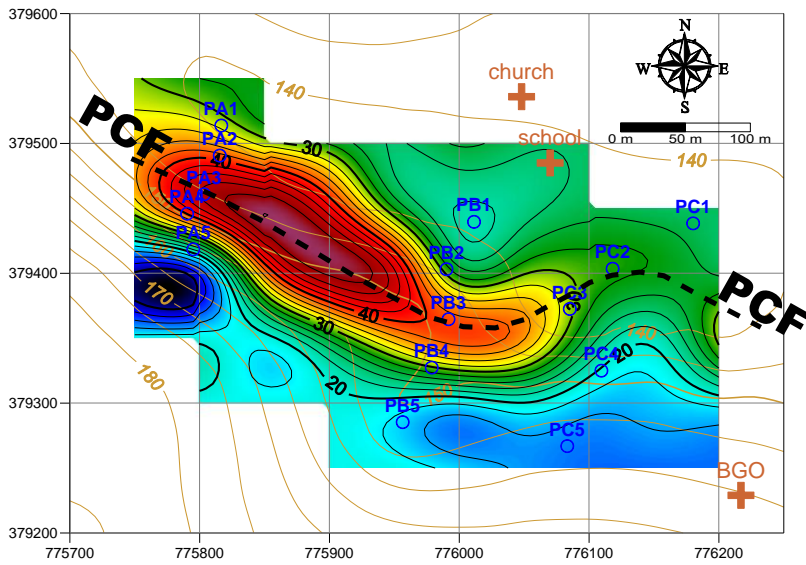 379600
379500
379400
379300
379200
775700
775800
775900
776000
776100
776200
N
W
E
S
0 m
50 m
100 m
church
school
BGO
PCF
PCF
PA1
PA2
PA3
PA4
PA5
PB1
PB2
PB3
PB4
PB5
PC1
PC2
PC3
PC4
PC5
140
140
140
170
180
30
40
40
30
30
20
20